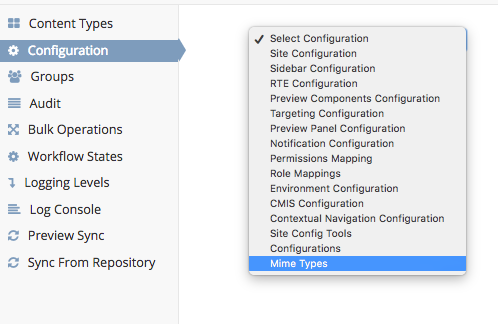 Content Types
Configuration
Groups
Audit
Bulk Operations
Workflow States
Logging Levels
Log Console
Preview Sync
Sync From Repository
Select Configuration
Site Configuration
Sidebar Configuration
RTE Configuration
Preview Components Configuration
Targeting Configuration
Preview Panel Configuration
Notification Configuration
Permissions Mapping
Role Mappings
Environment Configuration
CMIS Configuration
Contextual Navigation Configuration
Site Config Tools
Configurations
Mime Types